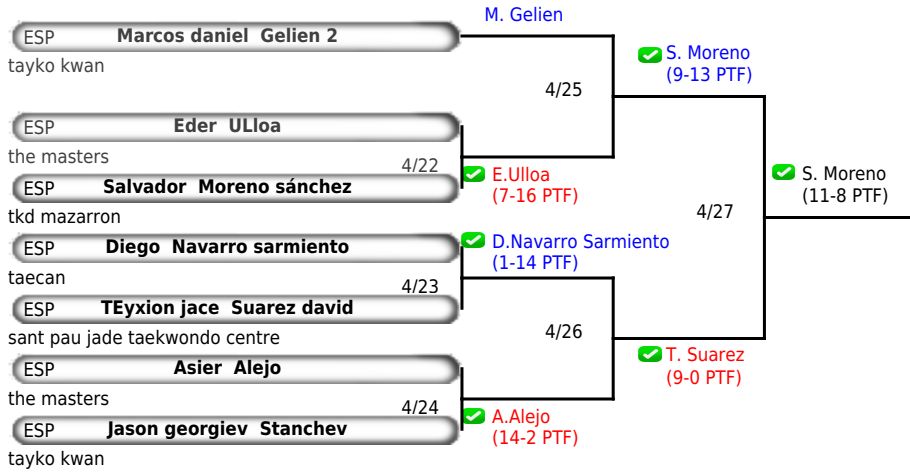 M. Gelien
ESP Marcos daniel Gelien 2
tayko kwan
S. Moreno
(9-13 PTF)
4/25
ESP Eder ULloa
the masters
4/22
E.Ulloa
(7-16 PTF)
ESP Salvador Moreno sánchez
tkd mazarron
S. Moreno
(11-8 PTF)
4/27
ESP Diego Navarro sarmiento
D.Navarro Sarmiento
(1-14 PTF)
taecan
4/23
ESP TEyxion jace Suarez david
sant pau jade taekwondo centre
4/26
T. Suarez
(9-0 PTF)
ESP Asier Alejo
the masters
4/24
A.Alejo
(14-2 PTF)
ESP Jason georgiev Stanchev
tayko kwan